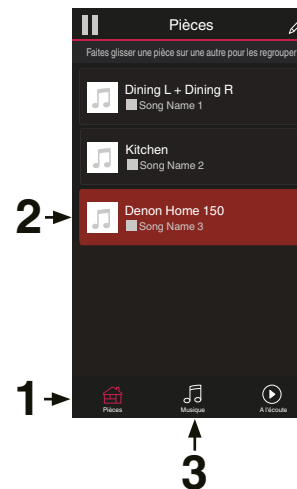 Pièces
Faites glisser une pièce sur une autre pour les regrouper
Dining L + Dining R
Song Name 1
Kitchen
Song Name 2
2
Denon Home 150
Song Name 3
1
Pièces
Musique
A l'écoute
3